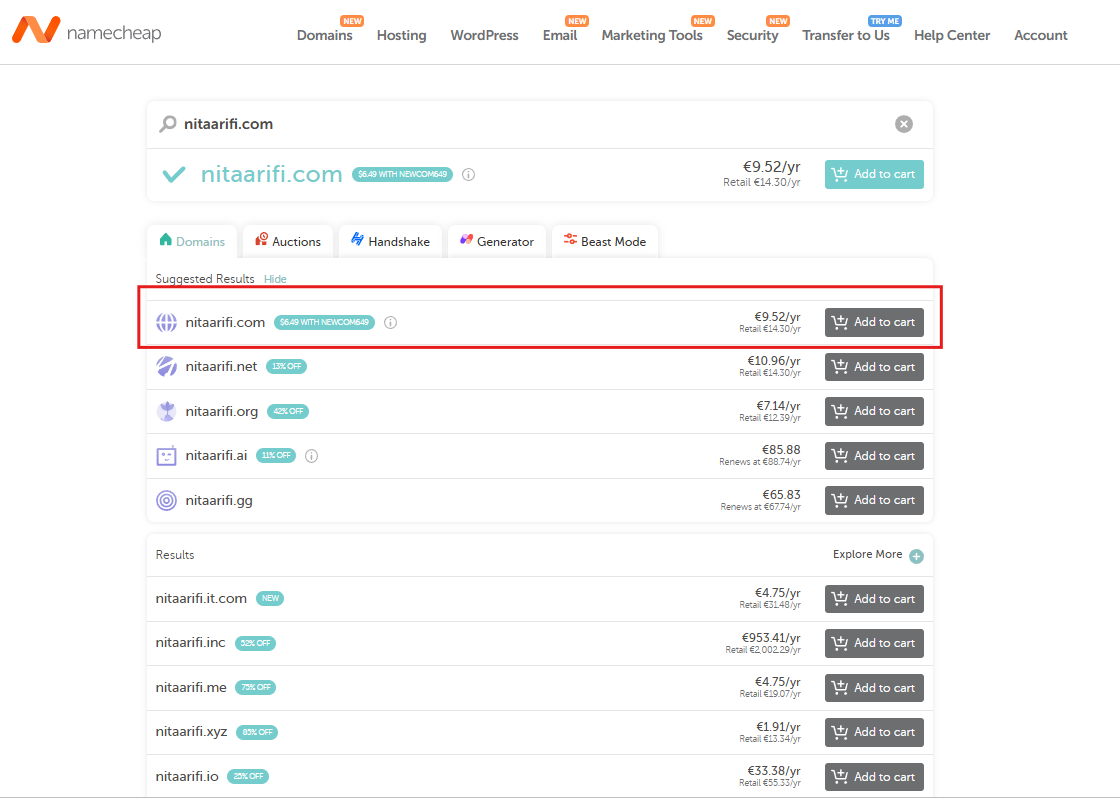 namecheap
Domains NEW Hosting WordPress Email NEW Marketing Tools NEW Security NEW Transfer to Us TRY ME Help Center Account
nitaarifi.com
nitaarifi.com $6.49 WITH NEWCOM649 €9.52/yr Add to cart
Retail €14.30/yr
Domains Auctions Handshake Generator Beast Mode
Suggested Results Hide
nitaarifi.com $6.49 WITH NEWCOM649 €9.52/yr Add to cart
Retail €14.30/yr
nitaarifi.net 13% OFF €10.96/yr Add to cart
Retail €14.30/yr
nitaarifi.org 42% OFF €7.14/yr Add to cart
Retail €12.39/yr
nitaarifi.ai 11% OFF €85.88 Add to cart
Renews at €88.74/yr
nitaarifi.gg €65.83 Add to cart
Renews at €67.74/yr
Results Explore More
nitaarifi.it.com NEW €4.75/yr Add to cart
Retail €31.48/yr
nitaarifi.inc 52% OFF €953.41/yr Add to cart
Retail €2,002.29/yr
nitaarifi.me 75% OFF €4.75/yr Add to cart
Retail €19.07/yr
nitaarifi.xyz 85% OFF €1.91/yr Add to cart
Retail €13.34/yr
nitaarifi.io 25% OFF €33.38/yr Add to cart
Retail €55.33/yr